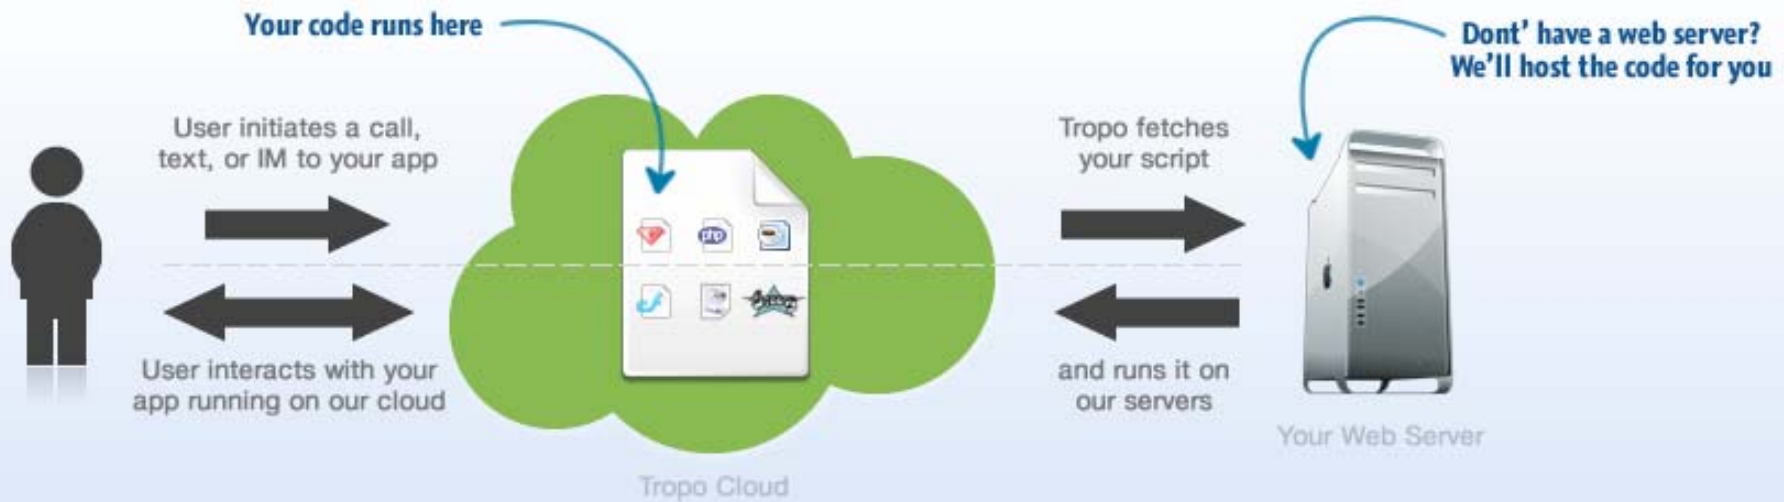 Your code runs here
Dont' have a web server?
We'll host the code for you
User initiates a call,
text, or IM to your app
Tropo fetches
your script
php
User interacts with your
app running on our cloud
and runs it on
our servers
Your Web Server
Tropo Cloud